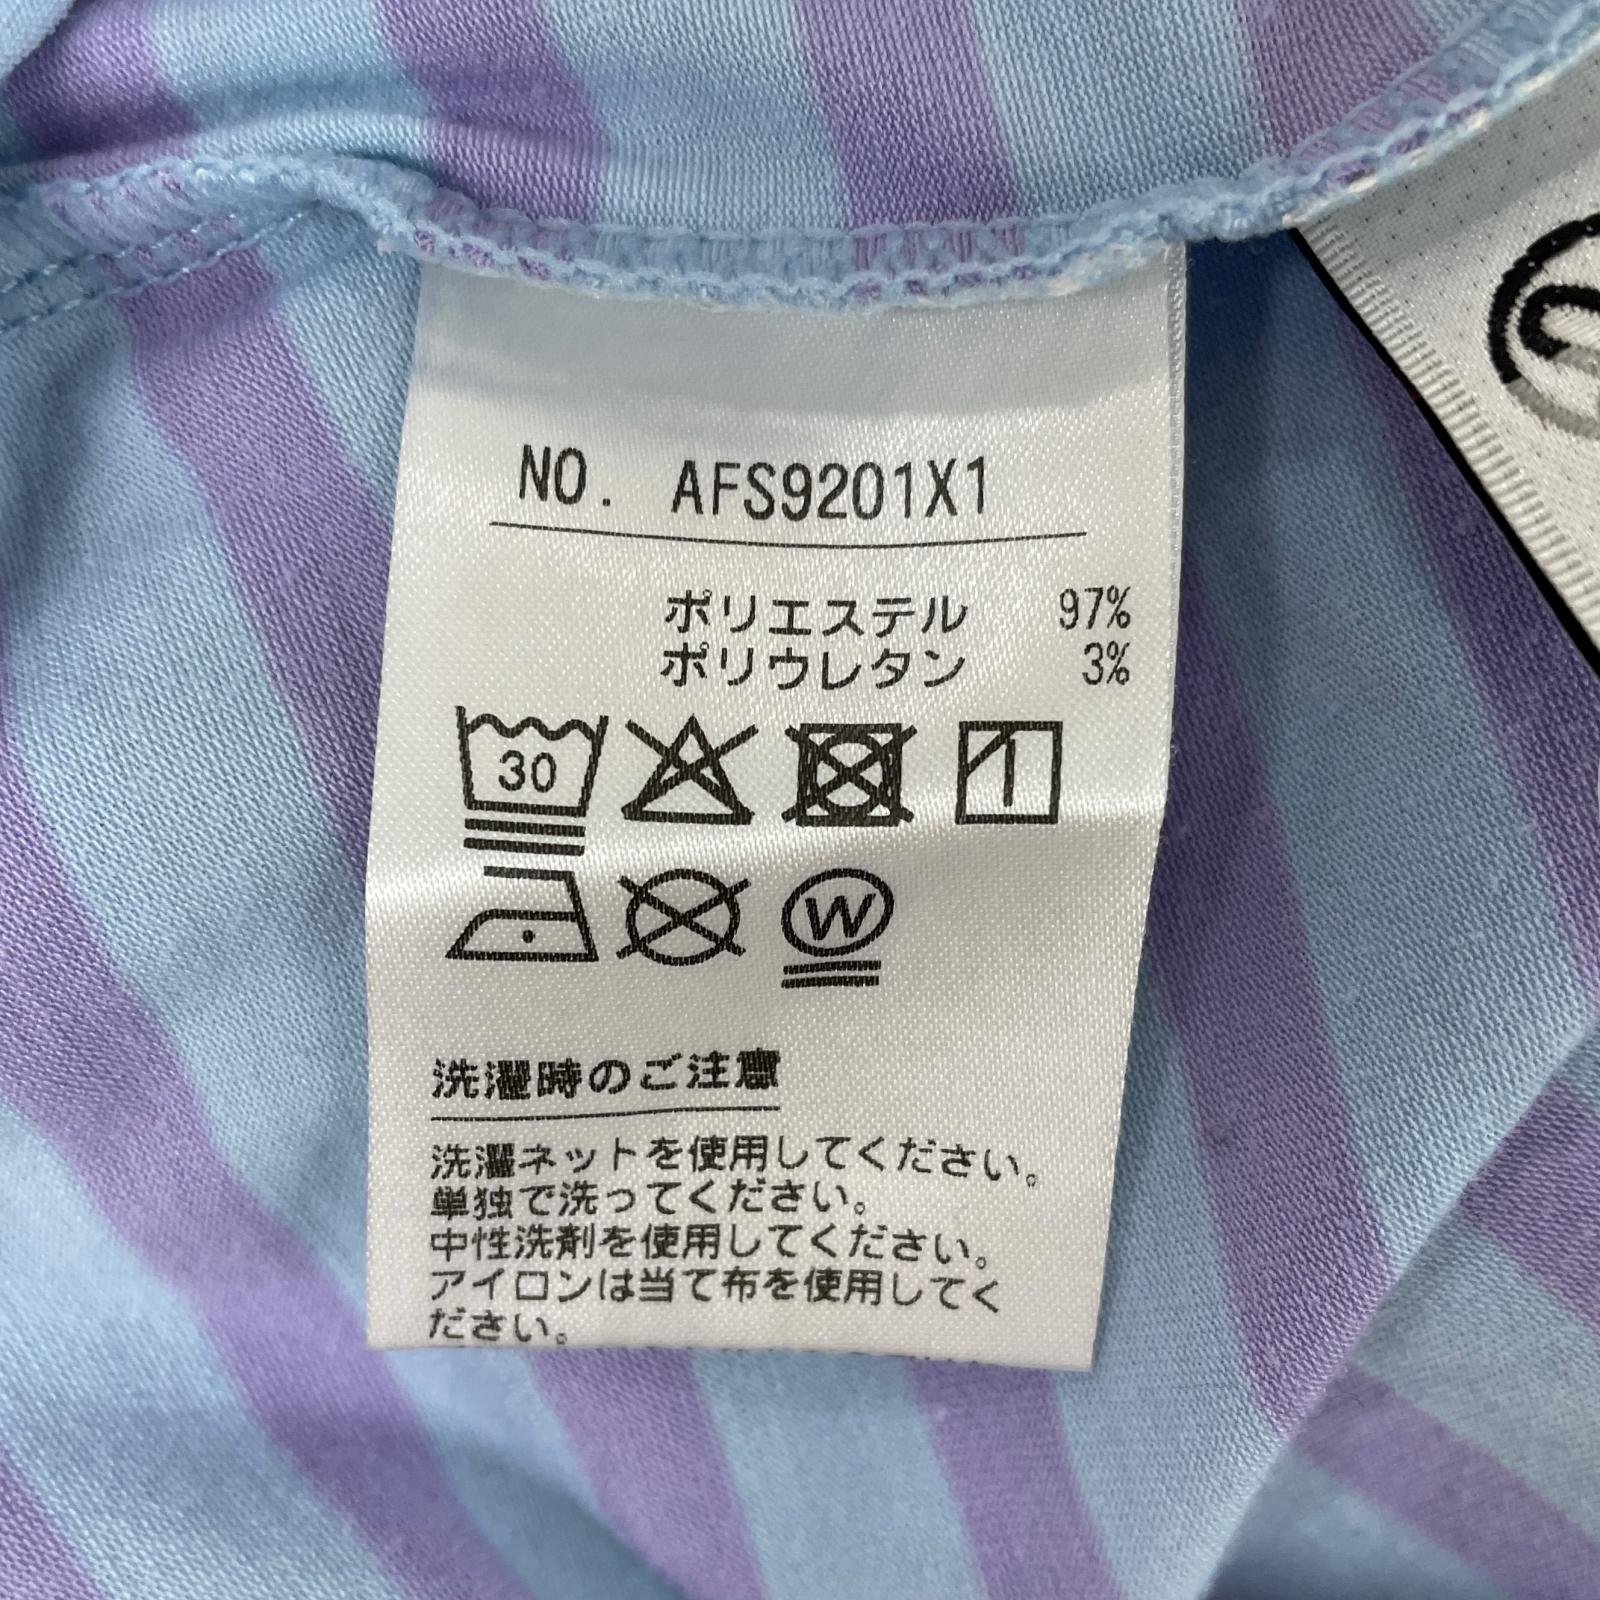 NO. AFS9201X1
ポリエステル 97%
ポリウレタン 3%
30
W
洗濯時のご注意
洗濯ネットを使用してください。
単独で洗ってください。
中性洗剤を使用してください。
アイロンは当て布を使用してく
ださい。